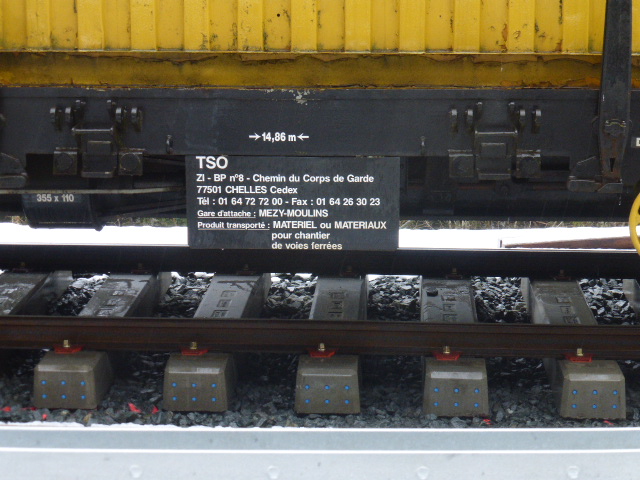 14,86 m
TSO
ZI - BP n°8 - Chemin du Corps de Garde
77501 CHELLES Cedex
Tél : 01 64 72 72 00 - Fax : 01 64 26 30 23
355 x 110
Gare d'attache : MEZY-MOULINS
Produit transporté : MATERIEL ou MATERIAUX
pour chantier
de voies ferrées